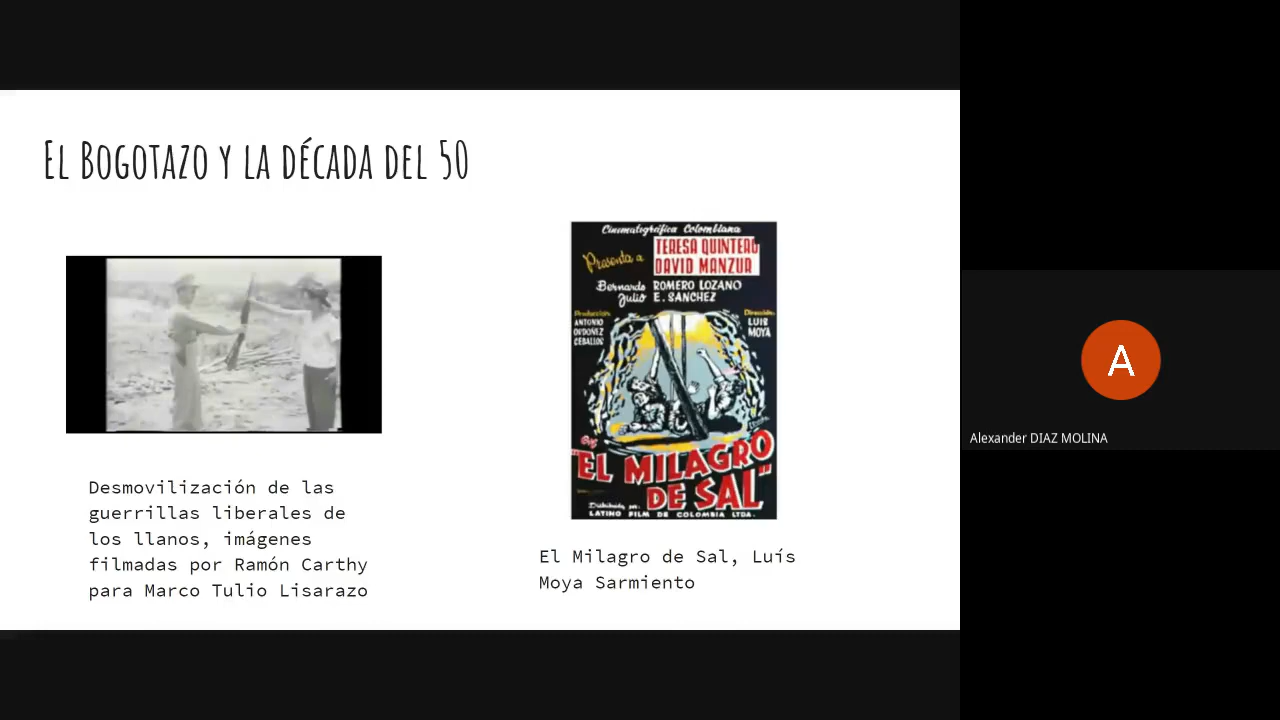 El Bogotazo y la década del 50
Cinematográfica Colombiana
Presenta a
TERESA QUINTERO
DAVID MANZUR
Bernardo ROMERO LOZANO
Julio E. SANCHEZ
Producción
ANTONIO
ORDOÑEZ
CEBALLOS
Dirección
LUIS
MOYA
En
"EL MILAGRO
DE SAL"
Distribuida por:
LATINO FILM DE COLOMBIA LTDA.
Desmovilización de las
guerrillas liberales de
los llanos, imágenes
filmadas por Ramón Carthy
para Marco Tulio Lisarazo
El Milagro de Sal, Luís
Moya Sarmiento
A
Alexander DIAZ MOLINA